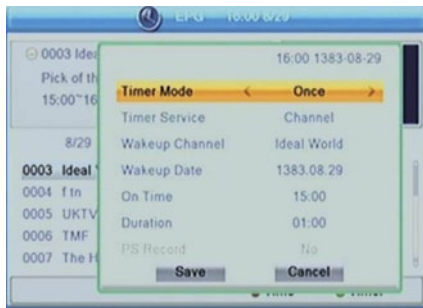 EPG 16:00 8/29
0003 Idea
Pick of th
15:00~16
8/29
0003 Ideal
0004 f tn
0005 UKTV
0006 TMF
0007 The H
16:00 1383-08-29
Timer Mode < Once >
Timer Service Channel
Wakeup Channel Ideal World
Wakeup Date 1383.08.29
On Time 15:00
Duration 01:00
PS Record No
Save Cancel